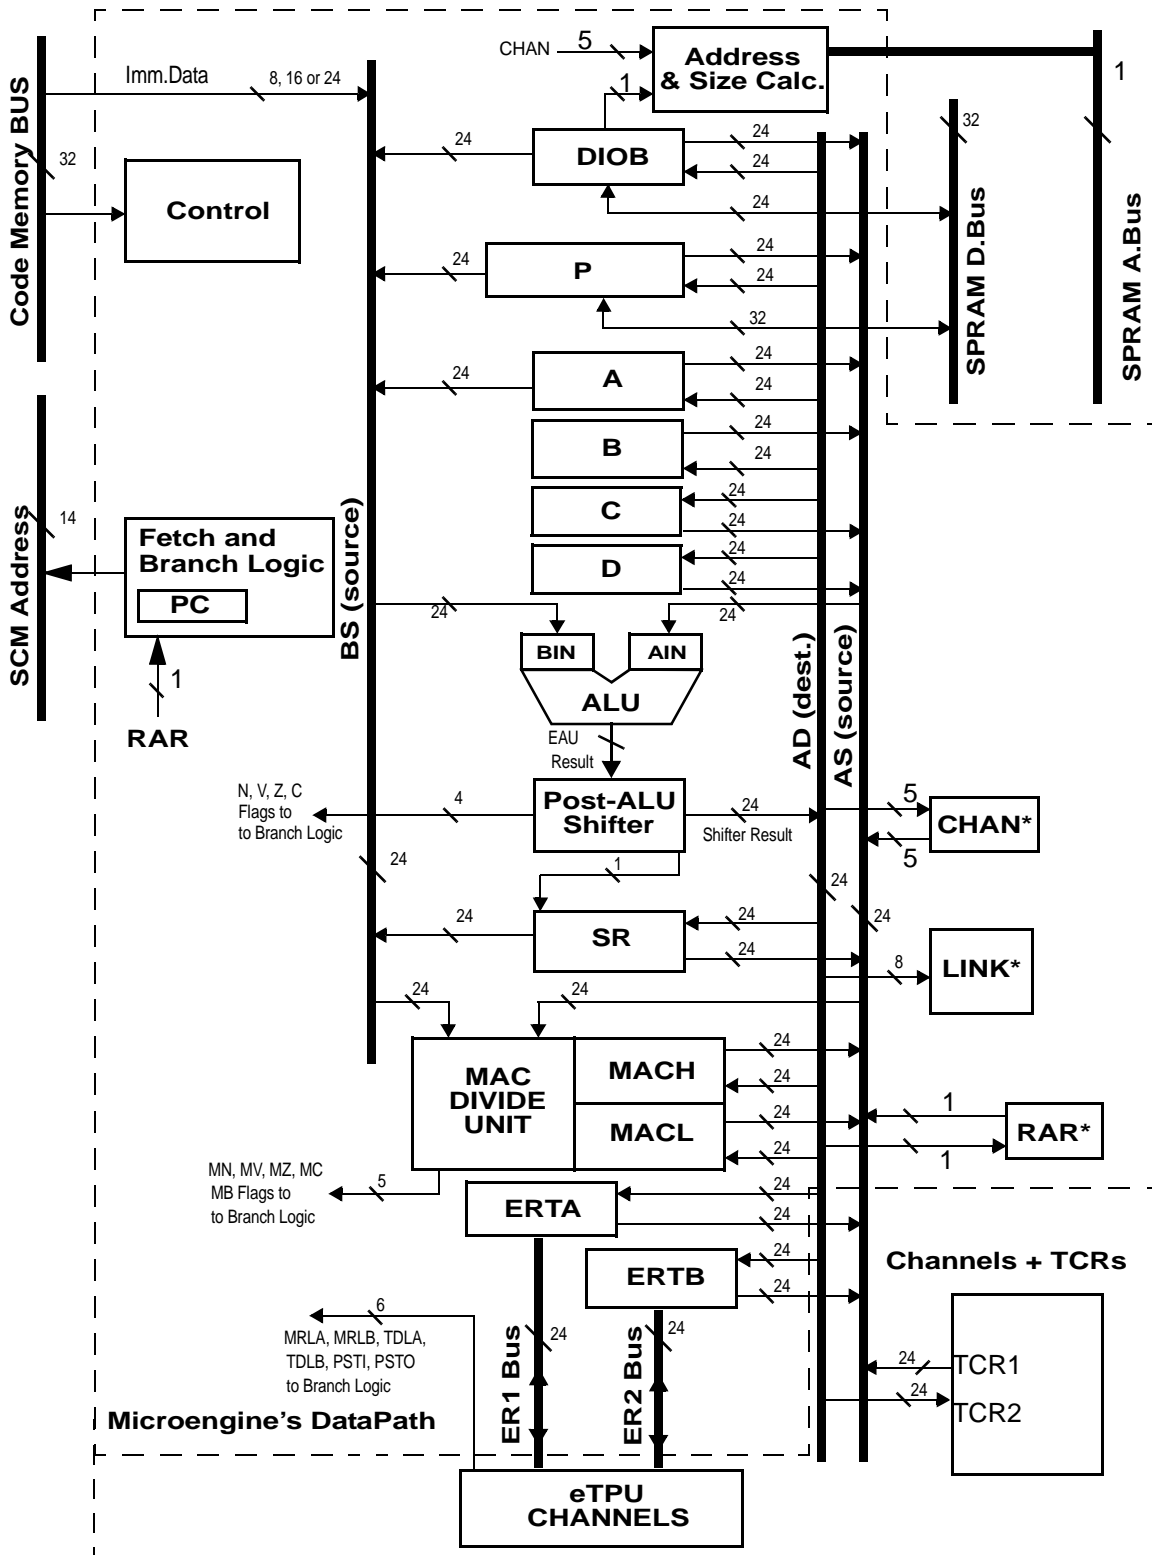 CHAN
5
Address
& Size Calc.
1
Imm.Data
8, 16 or 24
1
1
Code Memory BUS
32
Control
24
DIOB
24
24
24
32
SPRAM D.Bus
SPRAM A.Bus
24
P
24
24
32
24
A
24
24
B
24
24
C
24
24
D
24
24
SCM Address
14
Fetch and
Branch Logic
PC
1
RAR
BS (source)
24
24
BIN
AIN
ALU
AD (dest.)
AS (source)
EAU
Result
N, V, Z, C
Flags to
to Branch Logic
4
Post-ALU
Shifter
24
Shifter Result
5
CHAN*
5
24
1
24
24
24
SR
24
24
8
LINK*
24
24
MAC
DIVIDE
UNIT
MACH
24
24
MACL
24
24
1
RAR*
1
MN, MV, MZ, MC
MB Flags to
to Branch Logic
5
ERTA
24
24
ERTB
24
24
Channels + TCRs
6
MRLA, MRLB, TDLA,
TDLB, PSTI, PSTO
to Branch Logic
ER1 Bus
24
ER2 Bus
24
24
TCR1
24
TCR2
Microengine's DataPath
eTPU
CHANNELS